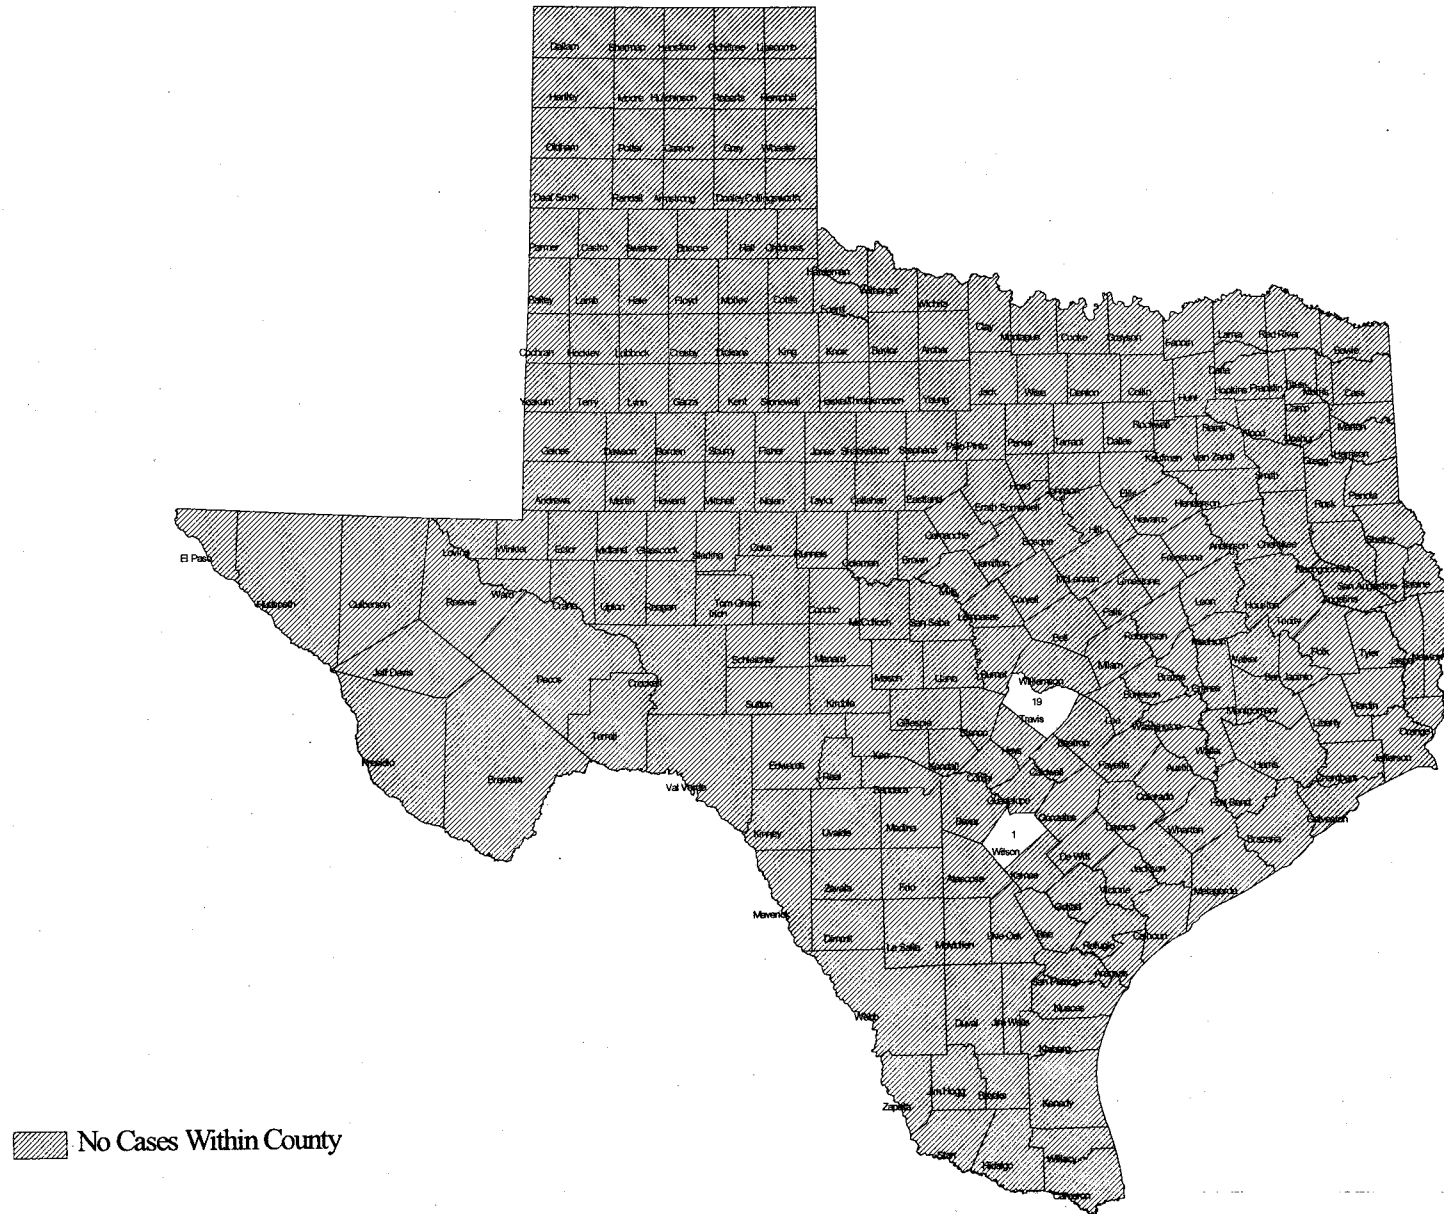 Dallam Sherman Hansford Ochiltree Lipscomb
Hartley Moore Hutchinson Roberts Hemphill
Oldham Potter Carson Gray Wheeler
Deaf Smith Randall Armstrong Donley Collingsworth
Parmer Castro Swisher Briscoe Hall Childress
Hardeman
Bailey Lamb Hale Floyd Motley Cottle Foard Wilbarger Wichita
Clay Montague Cooke Grayson Fannin Lamar Red River Bowie
Cochran Hockley Lubbock Crosby Dickens King Knox Baylor Archer
Delta
Yoakum Terry Lynn Garza Kent Stonewall Haskell Throckmorton Young Jack Wise Denton Collin Hunt Hopkins Franklin Titus Morris Cass
Camp
Rockwall Rains Wood Upshur Marion
Gaines Dawson Borden Scurry Fisher Jones Shackelford Stephens Palo Pinto Parker Tarrant Dallas Kaufman Van Zandt Gregg Harrison
Smith
Andrews Martin Howard Mitchell Nolan Taylor Callahan Eastland Hood Johnson Ellis Henderson Rusk Panola
Erath Somervell Navarro
El Paso Loving Winkler Ector Midland Glasscock Sterling Coke Runnels Coleman Brown Comanche Bosque Hill Anderson Cherokee Shelby
Hamilton McLennan Limestone Freestone Nacogdoches
San Augustine Sabine
Hudspeth Culberson Reeves Ward Crane Upton Reagan Irion Tom Green Concho McCulloch San Saba Mills Lampasas Coryell Falls Leon Houston Angelina
Trinity
Bell Robertson Madison
Jeff Davis Pecos Crockett Schleicher Menard Mason Llano Burnet Williamson Milam Brazos Walker Polk Tyler Jasper Newton
Grimes San Jacinto
Sutton Kimble Burleson
19
Travis Lee Washington Montgomery Liberty Hardin
Gillespie Blanco Bastrop Orange
Presidio Brewster Terrell Val Verde Edwards Real Kerr Kendall Hays Caldwell Fayette Austin Waller Harris Chambers Jefferson
Bandera Comal Guadalupe Colorado Fort Bend Galveston
Kinney Uvalde Medina Bexar Gonzales Lavaca Wharton Brazoria
1
Wilson De Witt
Zavala Frio Atascosa Karnes Jackson Matagorda
Victoria
Maverick Goliad
Dimmit La Salle McMullen Live Oak Bee Refugio Calhoun
Aransas
San Patricio
Nueces
Webb Duval Jim Wells
Kleberg
Zapata Jim Hogg Brooks Kenedy
Starr Hidalgo Willacy
Cameron
No Cases Within County